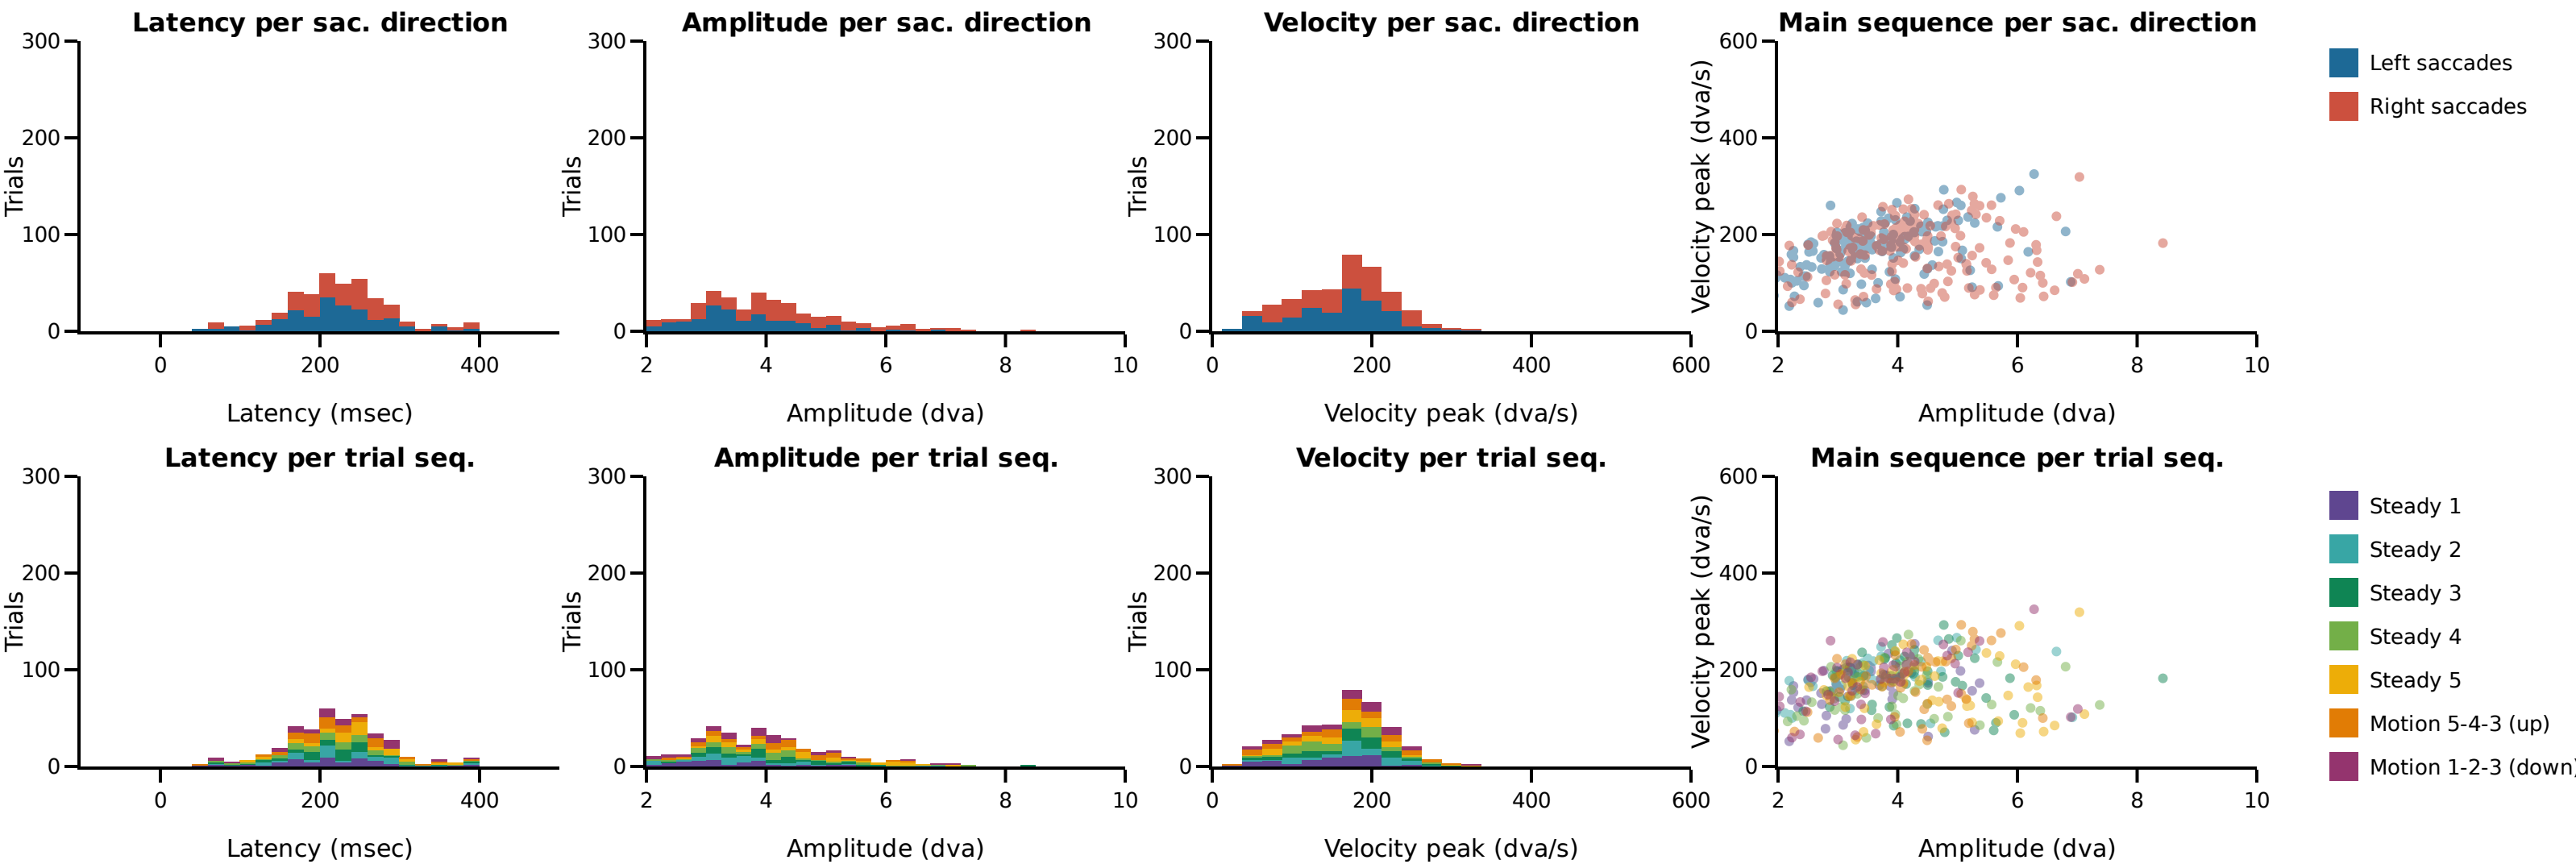 Latency per sac. direction
300
200
100
0
Trials
0
200
400
Latency (msec)
Amplitude per sac. direction
300
200
100
0
Trials
2
4
6
8
10
Amplitude (dva)
Velocity per sac. direction
300
200
100
0
Trials
0
200
400
600
Velocity peak (dva/s)
Main sequence per sac. direction
600
400
200
0
Velocity peak (dva/s)
2
4
6
8
10
Amplitude (dva)
Left saccades
Right saccades
Latency per trial seq.
300
200
100
0
Trials
0
200
400
Latency (msec)
Amplitude per trial seq.
300
200
100
0
Trials
2
4
6
8
10
Amplitude (dva)
Velocity per trial seq.
300
200
100
0
Trials
0
200
400
600
Velocity peak (dva/s)
Main sequence per trial seq.
600
400
200
0
Velocity peak (dva/s)
2
4
6
8
10
Amplitude (dva)
Steady 1
Steady 2
Steady 3
Steady 4
Steady 5
Motion 5-4-3 (up)
Motion 1-2-3 (down)